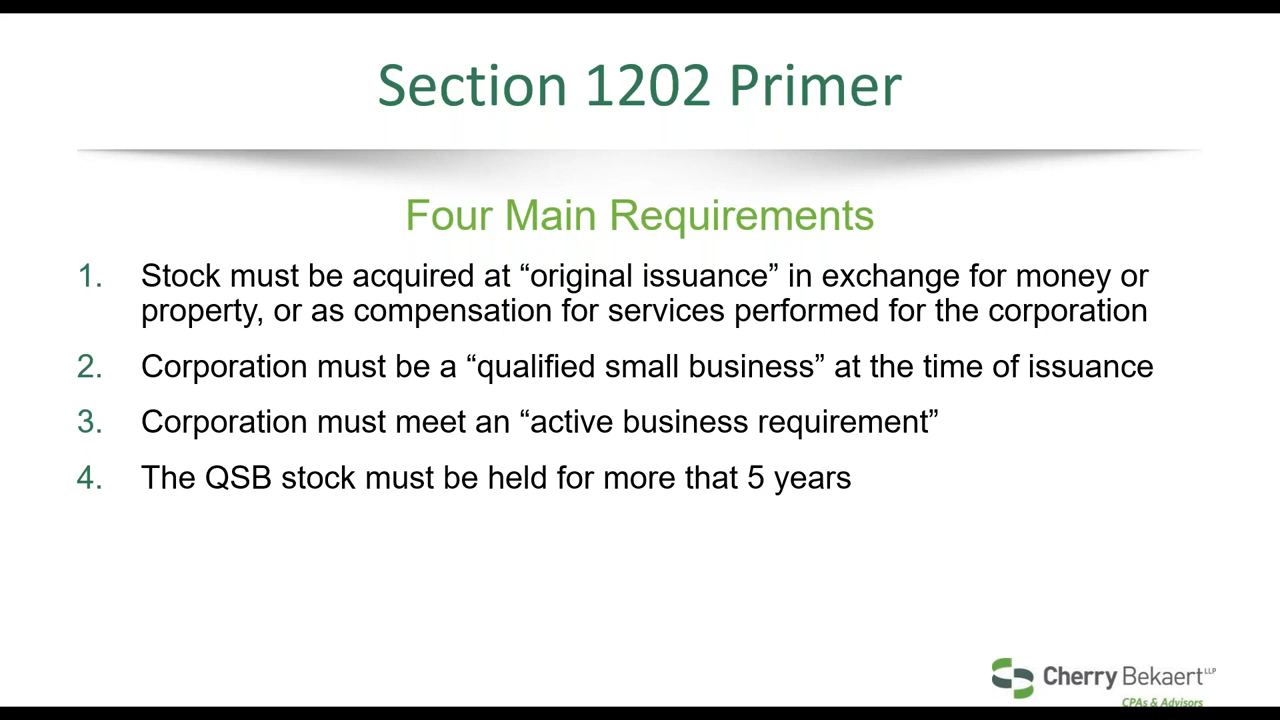 Section 1202 Primer
Four Main Requirements
1. Stock must be acquired at “original issuance” in exchange for money or
property, or as compensation for services performed for the corporation
2. Corporation must be a “qualified small business” at the time of issuance
3. Corporation must meet an “active business requirement”
4. The QSB stock must be held for more that 5 years
Cherry Bekaert LLP
CPAs & Advisors